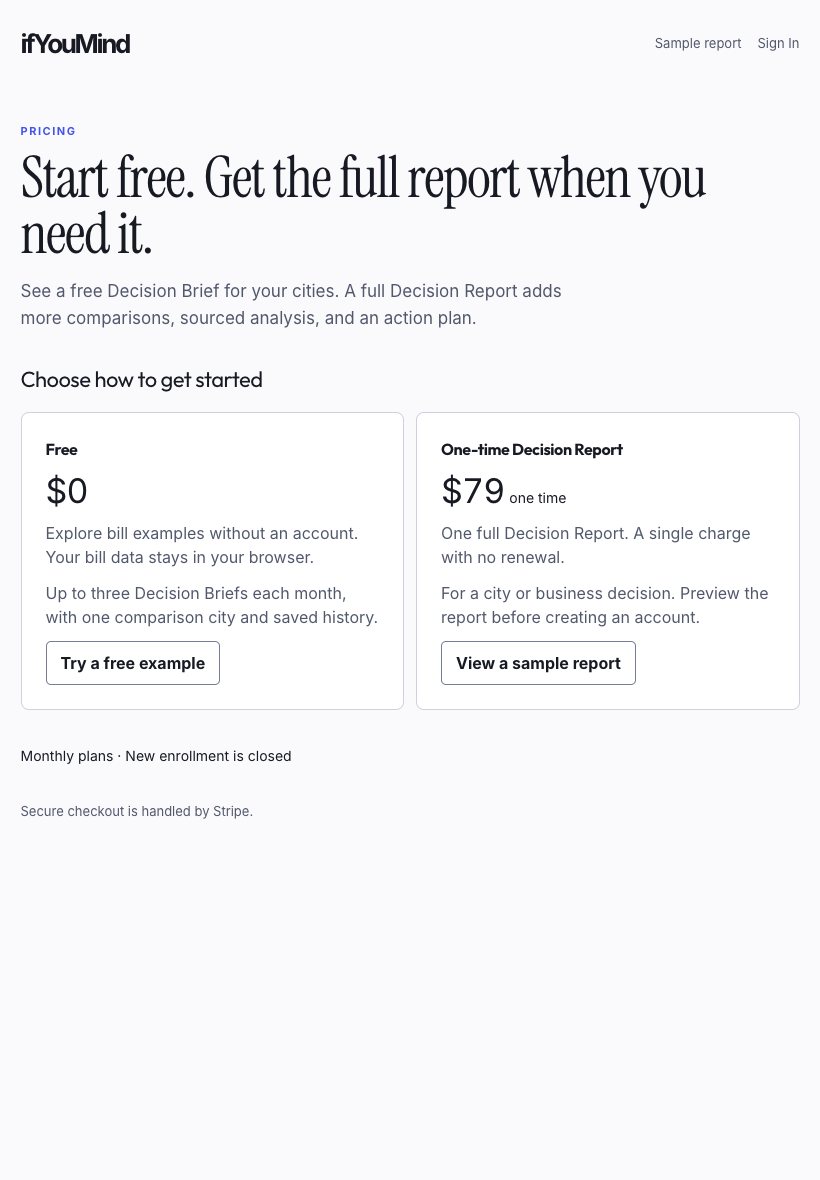 ifYouMind
Sample report
Sign In
PRICING
Start free. Get the full report when you
need it.
See a free Decision Brief for your cities. A full Decision Report adds
more comparisons, sourced analysis, and an action plan.
Choose how to get started
Free
$0
Explore bill examples without an account.
Your bill data stays in your browser.
Up to three Decision Briefs each month,
with one comparison city and saved history.
Try a free example
One-time Decision Report
$79 one time
One full Decision Report. A single charge
with no renewal.
For a city or business decision. Preview the
report before creating an account.
View a sample report
Monthly plans · New enrollment is closed
Secure checkout is handled by Stripe.